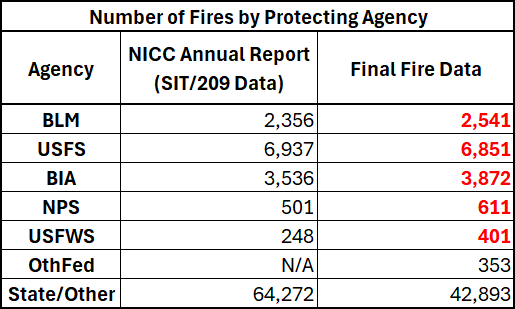 Number of Fires by Protecting Agency
Agency NICC Annual Report (SIT/209 Data) Final Fire Data
BLM 2,356 2,541
USFS 6,937 6,851
BIA 3,536 3,872
NPS 501 611
USFWS 248 401
OthFed N/A 353
State/Other 64,272 42,893